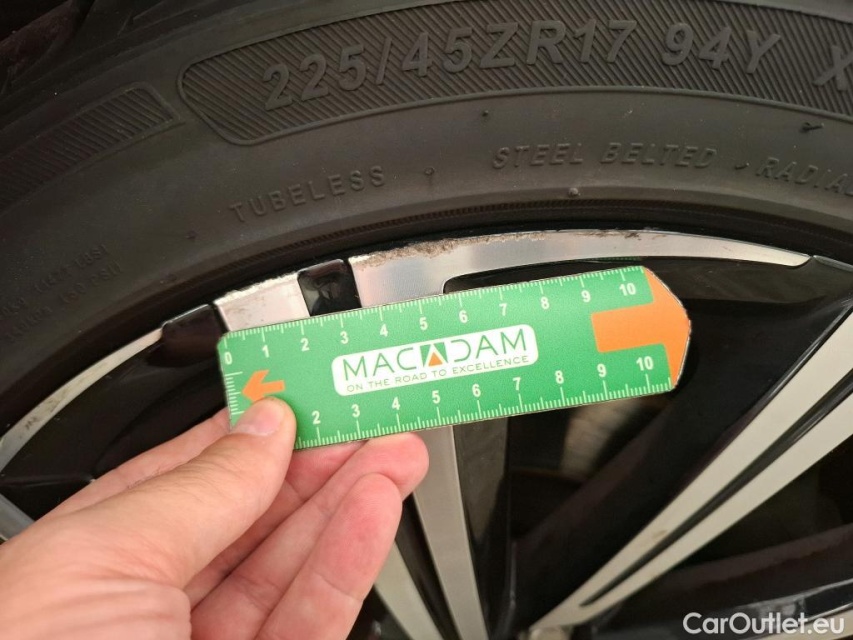 225/45ZR17 94Y X
TUBELESS
STEEL BELTED
RADIA
0 1 2 3 4 5 6 7 8 9 10
MACADAM
ON THE ROAD TO EXCELLENCE
2 3 4 5 6 7 8 9 10
CarOutlet.eu